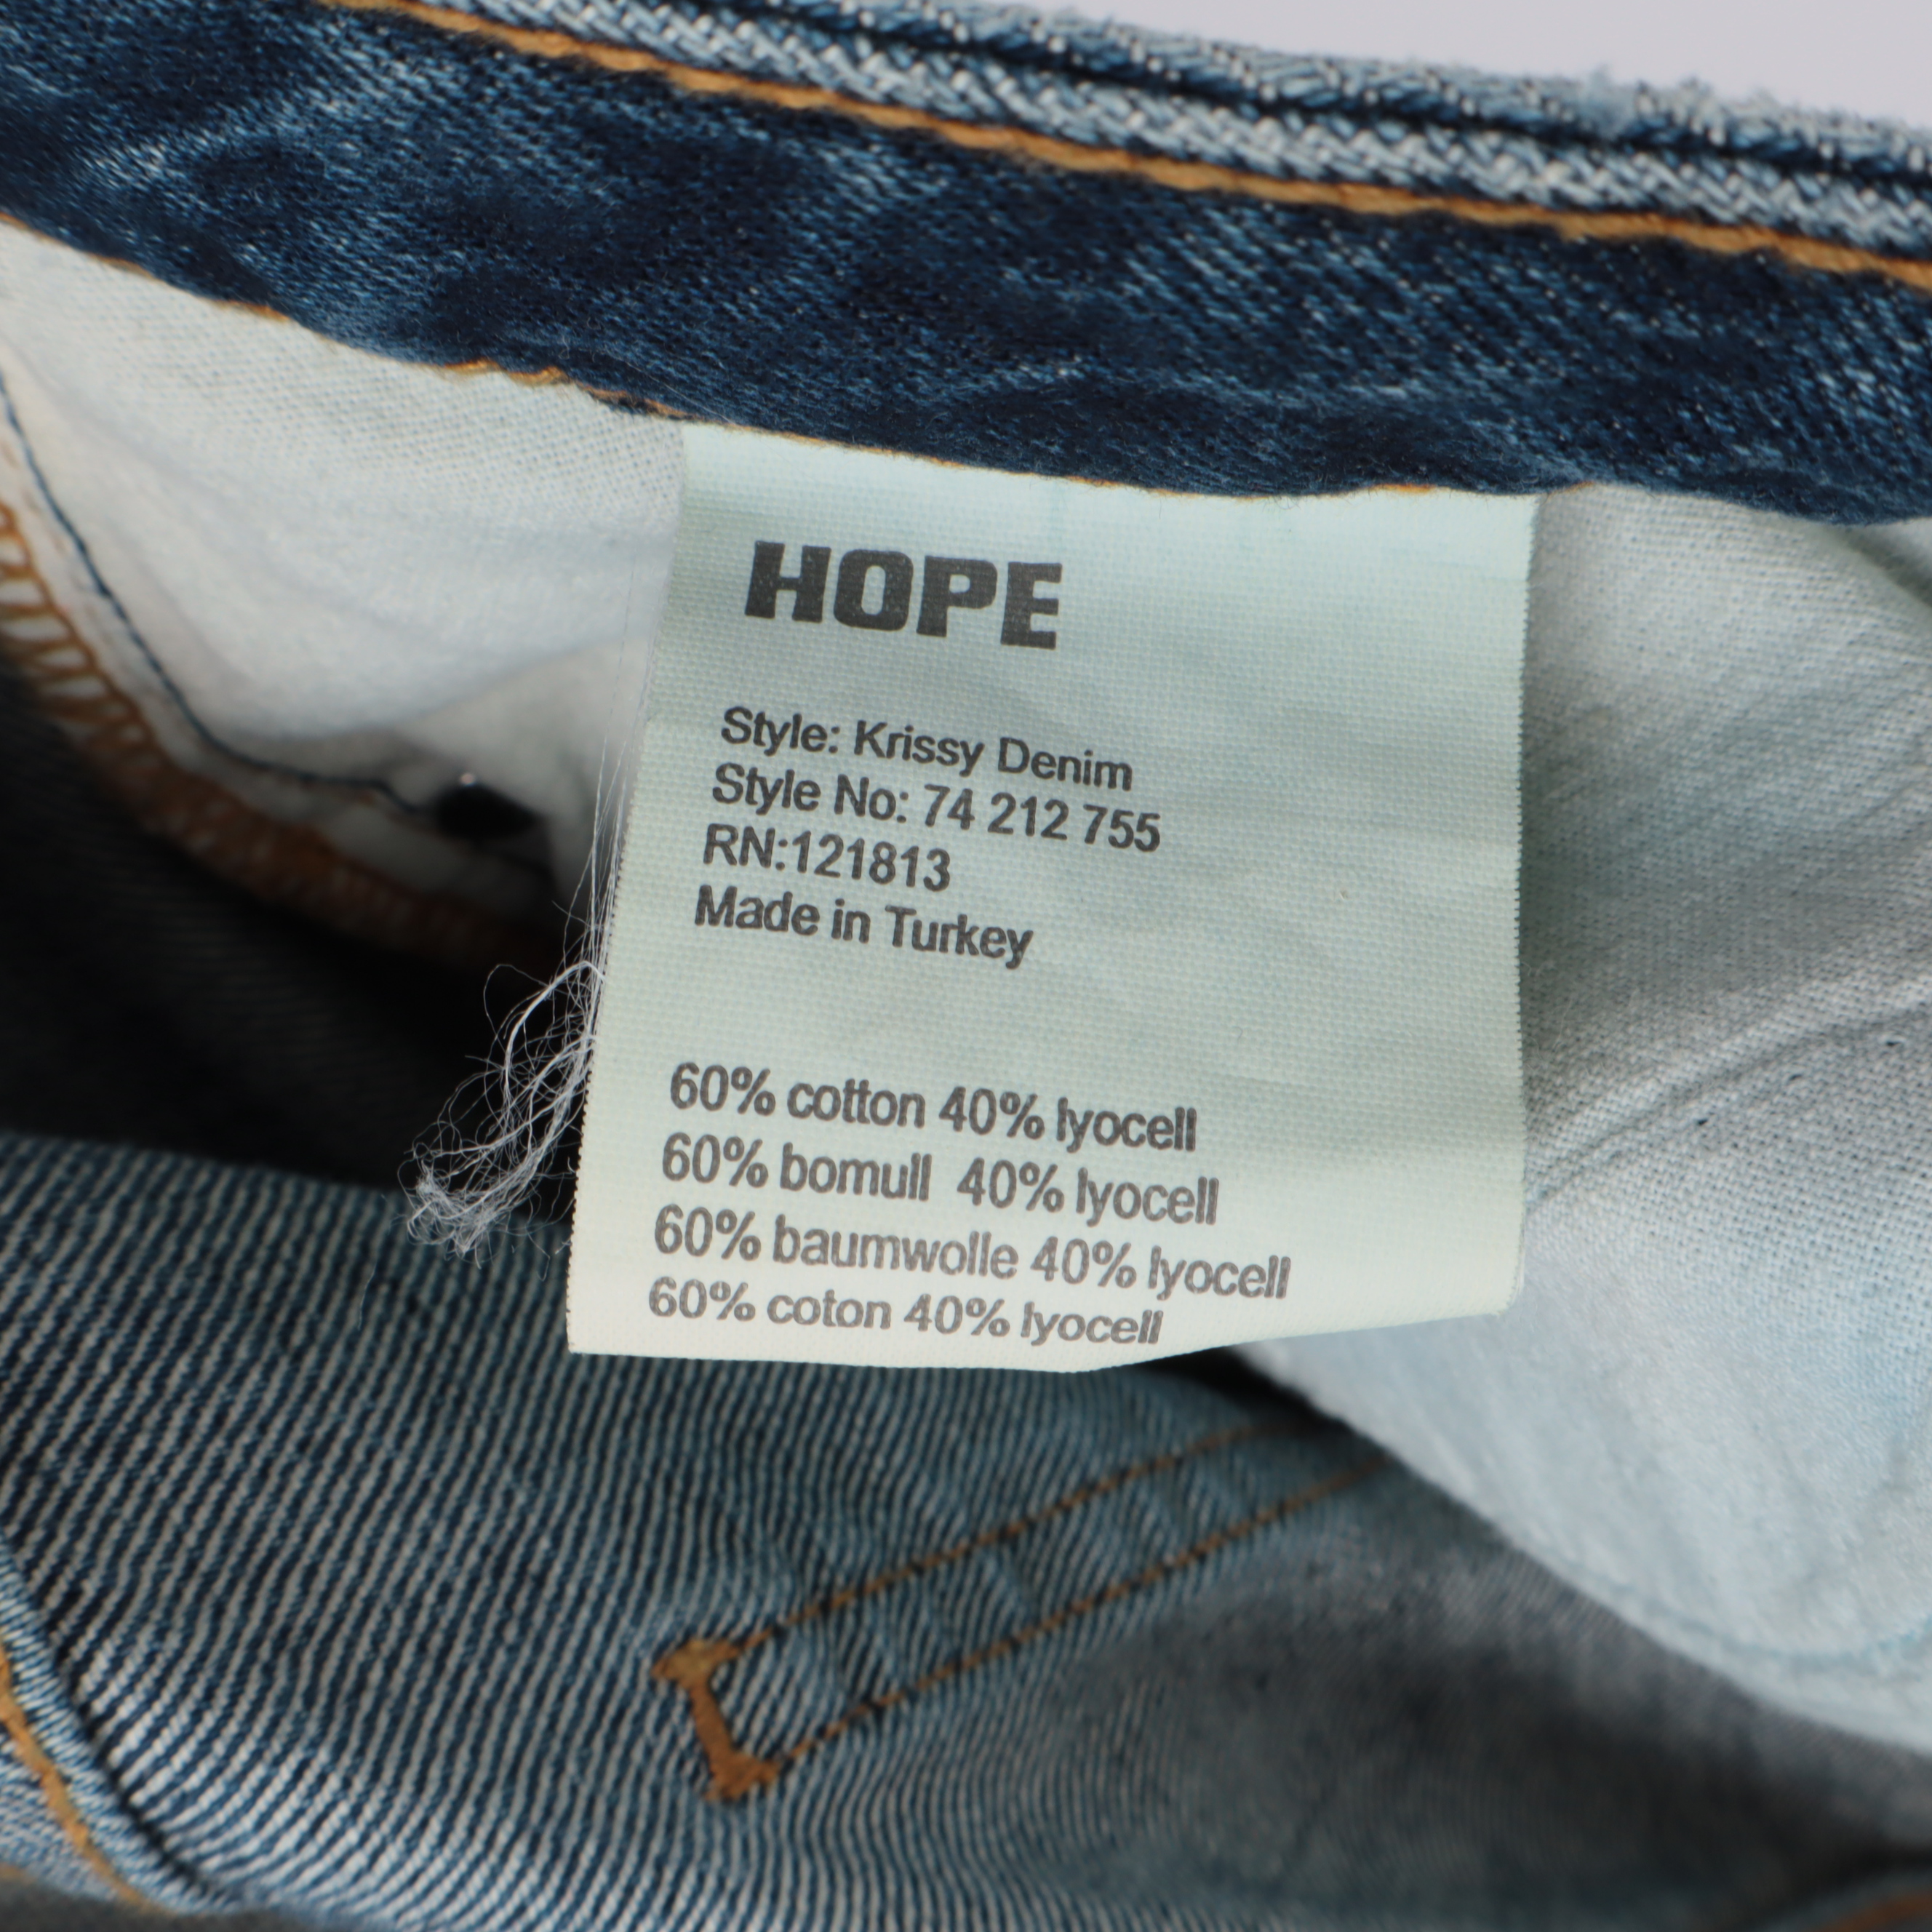 HOPE
Style: Krissy Denim
Style No: 74 212 755
RN:121813
Made in Turkey
60% cotton 40% lyocell
60% bomull 40% lyocell
60% baumwolle 40% lyocell
60% coton 40% lyocell